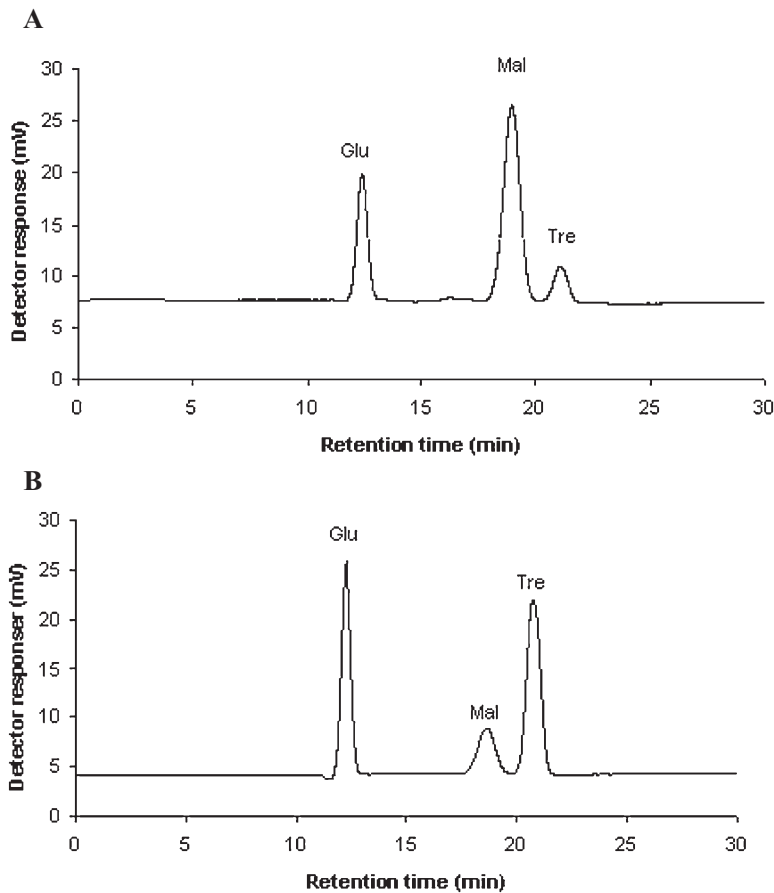 A
Mal
30
25
Glu
20
15
Tre
10
5
0
Detector response (mV)
0 5 10 15 20 25 30
Retention time (min)
B
30
Glu
25
Tre
20
15
Mal
10
5
0
Detector responser (mV)
0 5 10 15 20 25 30
Retention time (min)